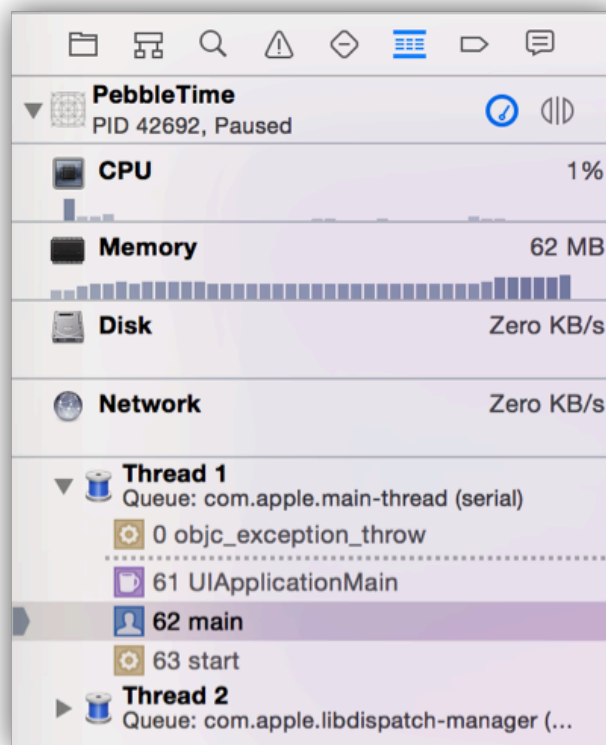 PebbleTime
PID 42692, Paused
CPU 1%
Memory 62 MB
Disk Zero KB/s
Network Zero KB/s
Thread 1
Queue: com.apple.main-thread (serial)
0 objc_exception_throw
61 UIApplicationMain
62 main
63 start
Thread 2
Queue: com.apple.libdispatch-manager (...